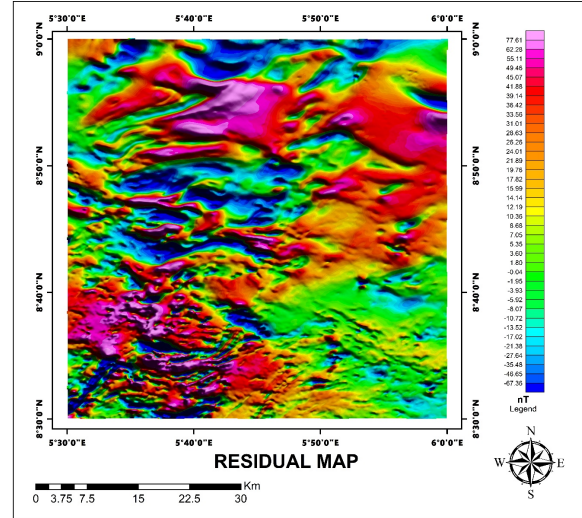 5°30'0"E 5°40'0"E 5°50'0"E 6°0'0"E
9°0'0"N 9°0'0"N
8°50'0"N 8°50'0"N
8°40'0"N 8°40'0"N
8°30'0"N 8°30'0"N
5°30'0"E 5°40'0"E 5°50'0"E 6°0'0"E
77.61
62.28
55.11
49.46
45.07
41.88
39.14
36.42
33.56
31.01
28.63
26.26
24.01
21.89
19.76
17.82
15.99
14.14
12.19
10.36
8.68
7.05
5.35
3.60
1.80
-0.04
-1.95
-3.93
-5.92
-8.07
-10.72
-13.52
-17.02
-21.38
-27.64
-35.48
-46.65
-67.36
nT
Legend
RESIDUAL MAP
N
W E
S
Km
0 3.75 7.5 15 22.5 30